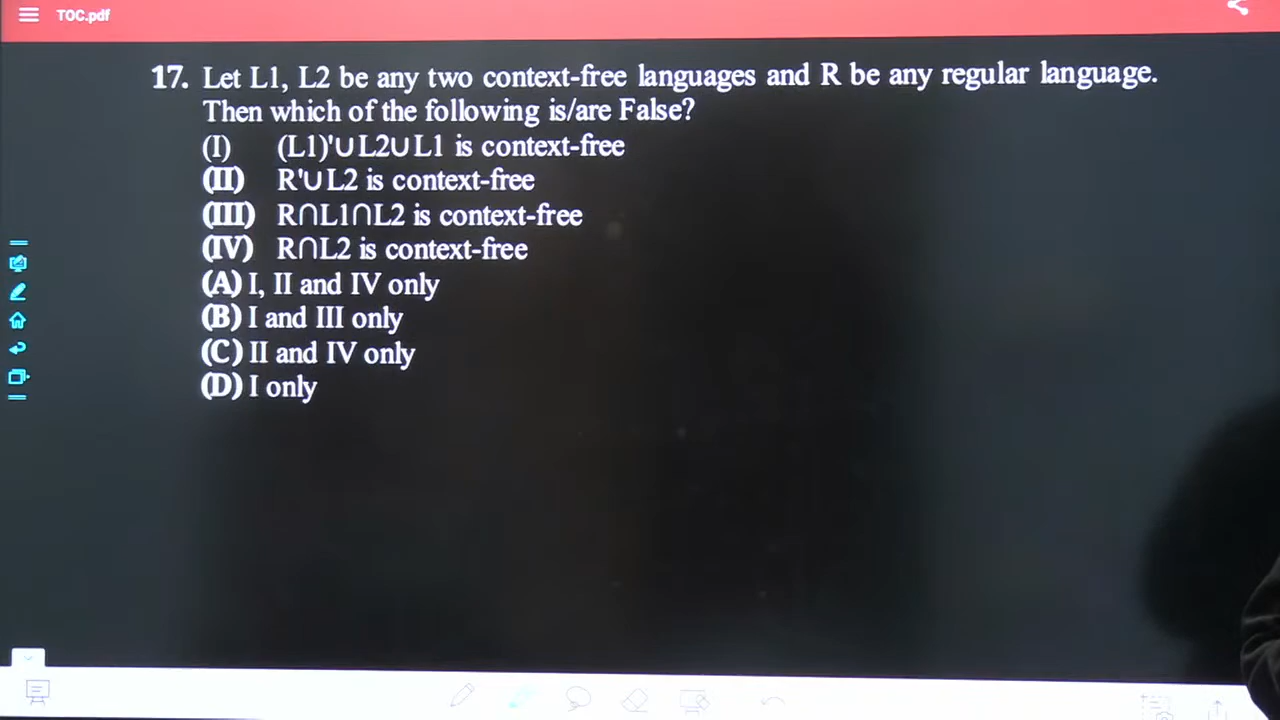 TOC.pdf
17. Let L1, L2 be any two context-free languages and R be any regular language.
Then which of the following is/are False?
(I) (L1)'∪L2∪L1 is context-free
(II) R'∪L2 is context-free
(III) R∩L1∩L2 is context-free
(IV) R∩L2 is context-free
(A) I, II and IV only
(B) I and III only
(C) II and IV only
(D) I only